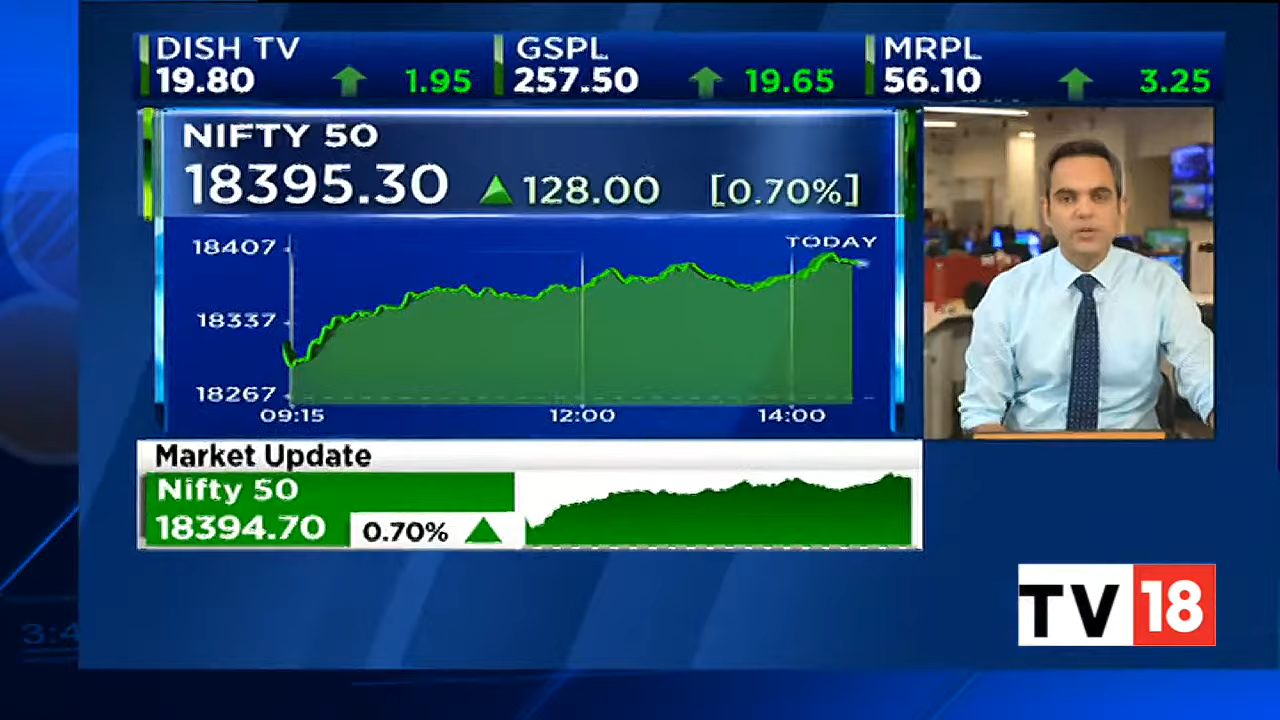 DISH TV
19.80 1.95
GSPL
257.50 19.65
MRPL
56.10 3.25
NIFTY 50
18395.30 128.00 [0.70%]
TODAY
18407
18337
18267
09:15 12:00 14:00
Market Update
Nifty 50
18394.70 0.70%
TV18